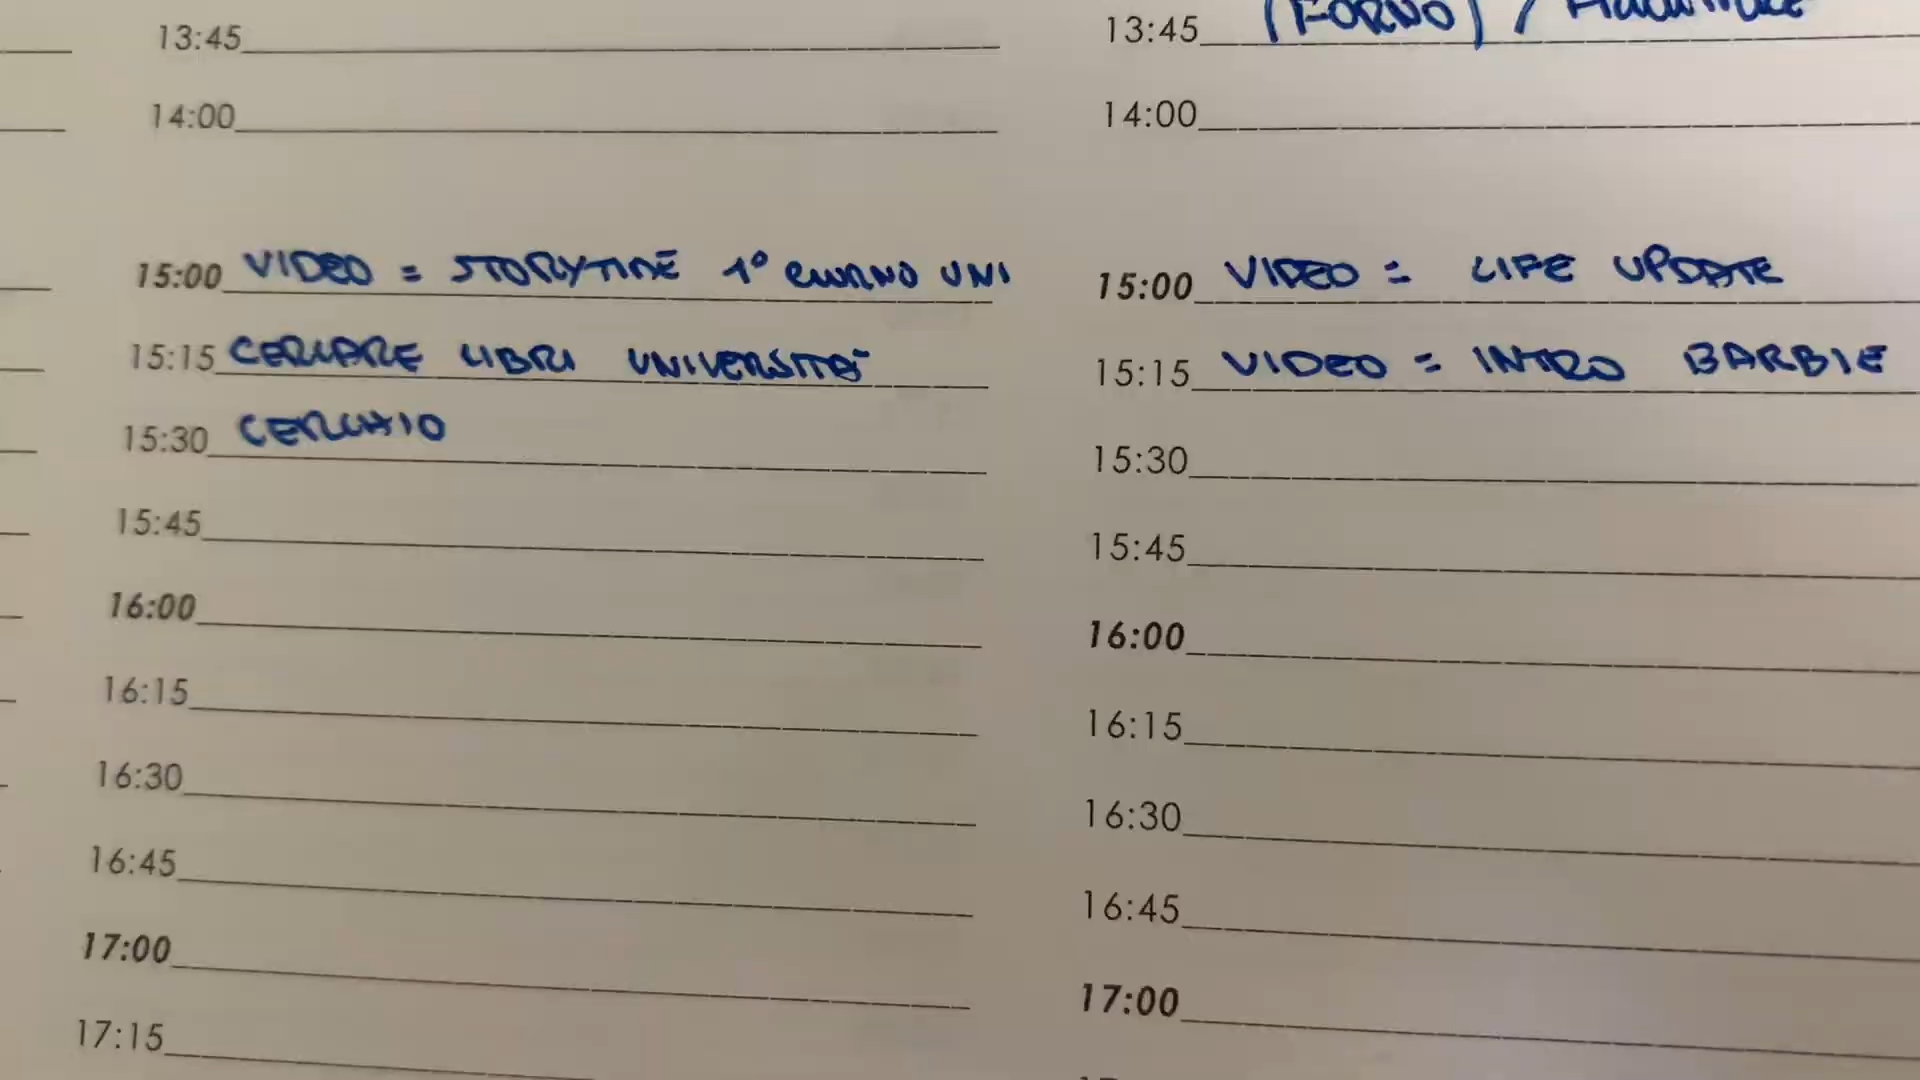 13:45
14:00
15:00 VIDEO = STORYTIME 1° GIORNO UNI
15:15 CERCARE LIBRI UNIVERSITÀ
15:30 CERCHIO
15:45
16:00
16:15
16:30
16:45
17:00
17:15
13:45 (FORNO) /
14:00
15:00 VIDEO = LIFE UPDATE
15:15 VIDEO = INTRO BARBIE
15:30
15:45
16:00
16:15
16:30
16:45
17:00